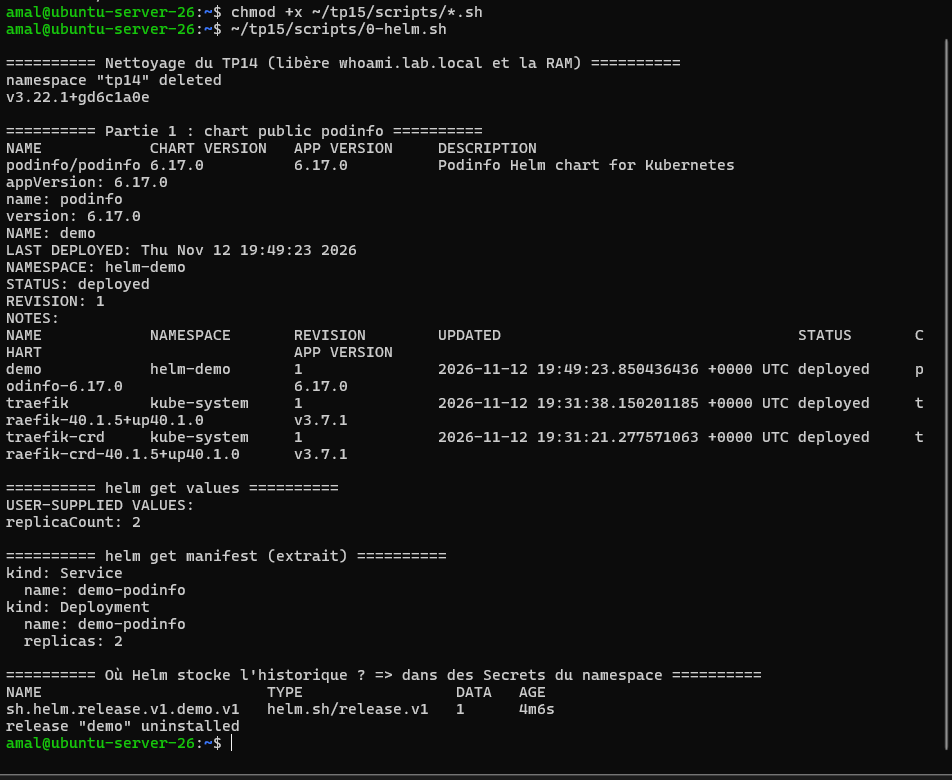 amal@ubuntu-server-26:~$ chmod +x ~/tp15/scripts/*.sh
amal@ubuntu-server-26:~$ ~/tp15/scripts/0-helm.sh

========== Nettoyage du TP14 (libère whoami.lab.local et la RAM) ==========
namespace "tp14" deleted
v3.22.1+gd6c1a0e

========== Partie 1 : chart public podinfo ==========
NAME            CHART VERSION   APP VERSION     DESCRIPTION
podinfo/podinfo 6.17.0          6.17.0          Podinfo Helm chart for Kubernetes
appVersion: 6.17.0
name: podinfo
version: 6.17.0
NAME: demo
LAST DEPLOYED: Thu Nov 12 19:49:23 2026
NAMESPACE: helm-demo
STATUS: deployed
REVISION: 1
NOTES:
NAME            NAMESPACE       REVISION        UPDATED                                 STATUS       C
HART                            APP VERSION
demo            helm-demo       1               2026-11-12 19:49:23.850436436 +0000 UTC deployed     p
odinfo-6.17.0                   6.17.0
traefik         kube-system     1               2026-11-12 19:31:38.150201185 +0000 UTC deployed     t
raefik-40.1.5+up40.1.0          v3.7.1
traefik-crd     kube-system     1               2026-11-12 19:31:21.277571063 +0000 UTC deployed     t
raefik-crd-40.1.5+up40.1.0      v3.7.1

========== helm get values ==========
USER-SUPPLIED VALUES:
replicaCount: 2

========== helm get manifest (extrait) ==========
kind: Service
  name: demo-podinfo
kind: Deployment
  name: demo-podinfo
  replicas: 2

========== Où Helm stocke l'historique ? => dans des Secrets du namespace ==========
NAME                         TYPE                 DATA   AGE
sh.helm.release.v1.demo.v1   helm.sh/release.v1   1      4m6s
release "demo" uninstalled
amal@ubuntu-server-26:~$